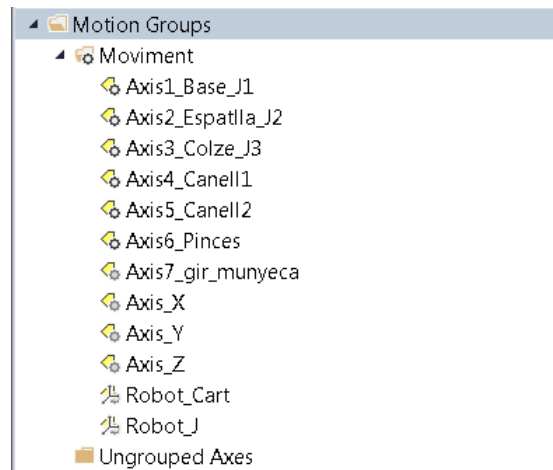 Motion Groups
Moviment
Axis1_Base_J1
Axis2_Espatlla_J2
Axis3_Colze_J3
Axis4_Canell1
Axis5_Canell2
Axis6_Pinces
Axis7_gir_munyeca
Axis_X
Axis_Y
Axis_Z
Robot_Cart
Robot_J
Ungrouped Axes